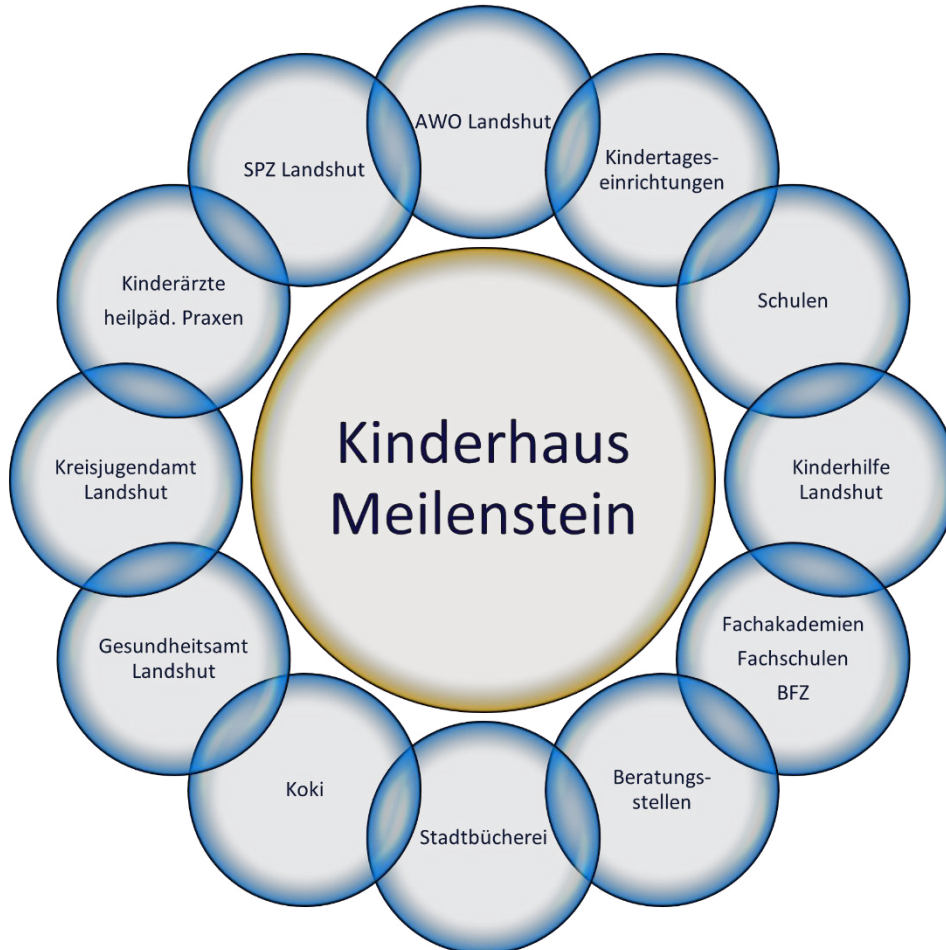 AWO Landshut
Kindertages-
einrichtungen
Schulen
Kinderhilfe
Landshut
Fachakademien
Fachschulen
BFZ
Beratungs-
stellen
Stadtbücherei
Koki
Gesundheitsamt
Landshut
Kreisjugendamt
Landshut
Kinderärzte
heilpäd. Praxen
SPZ Landshut
Kinderhaus
Meilenstein